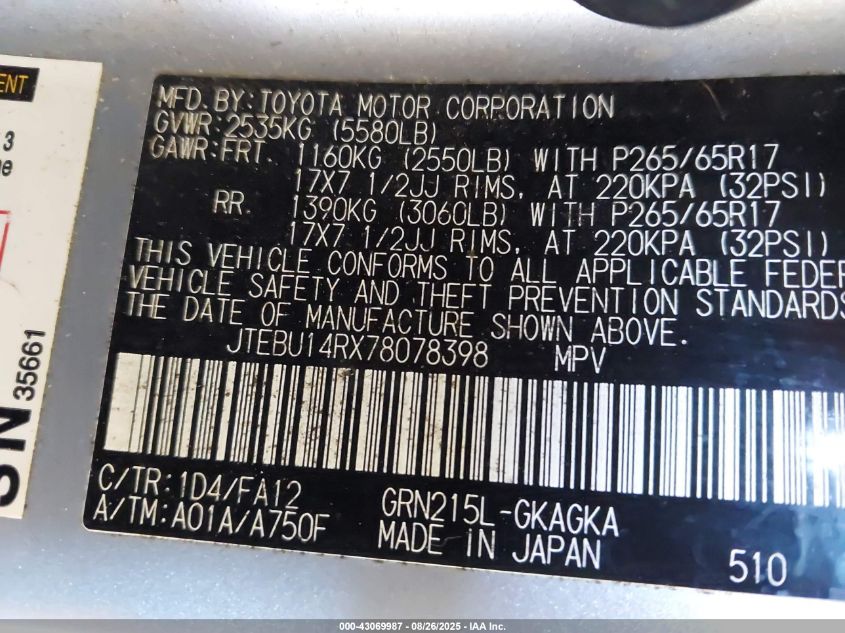 MFD.BY:TOYOTA MOTOR CORPORATION
GVWR:2535KG (5580LB)
GAWR:FRT. 1160KG (2550LB) WITH P265/65R17
17X7 1/2JJ RIMS, AT 220KPA (32PSI)
RR. 1390KG (3060LB) WITH P265/65R17
17X7 1/2JJ RIMS, AT 220KPA (32PSI)
THIS VEHICLE CONFORMS TO ALL APPLICABLE FEDER
VEHICLE SAFETY AND THEFT PREVENTION STANDARDS
THE DATE OF MANUFACTURE SHOWN ABOVE.
JTEBU14RX78078398 MPV
C/TR:1D4/FA12 GRN215L-GKAGKA
A/TM:A01A/A750F MADE IN JAPAN 510
ENT
3
ne
SN 35661
000-43069987 - 08/26/2025 - IAA Inc.